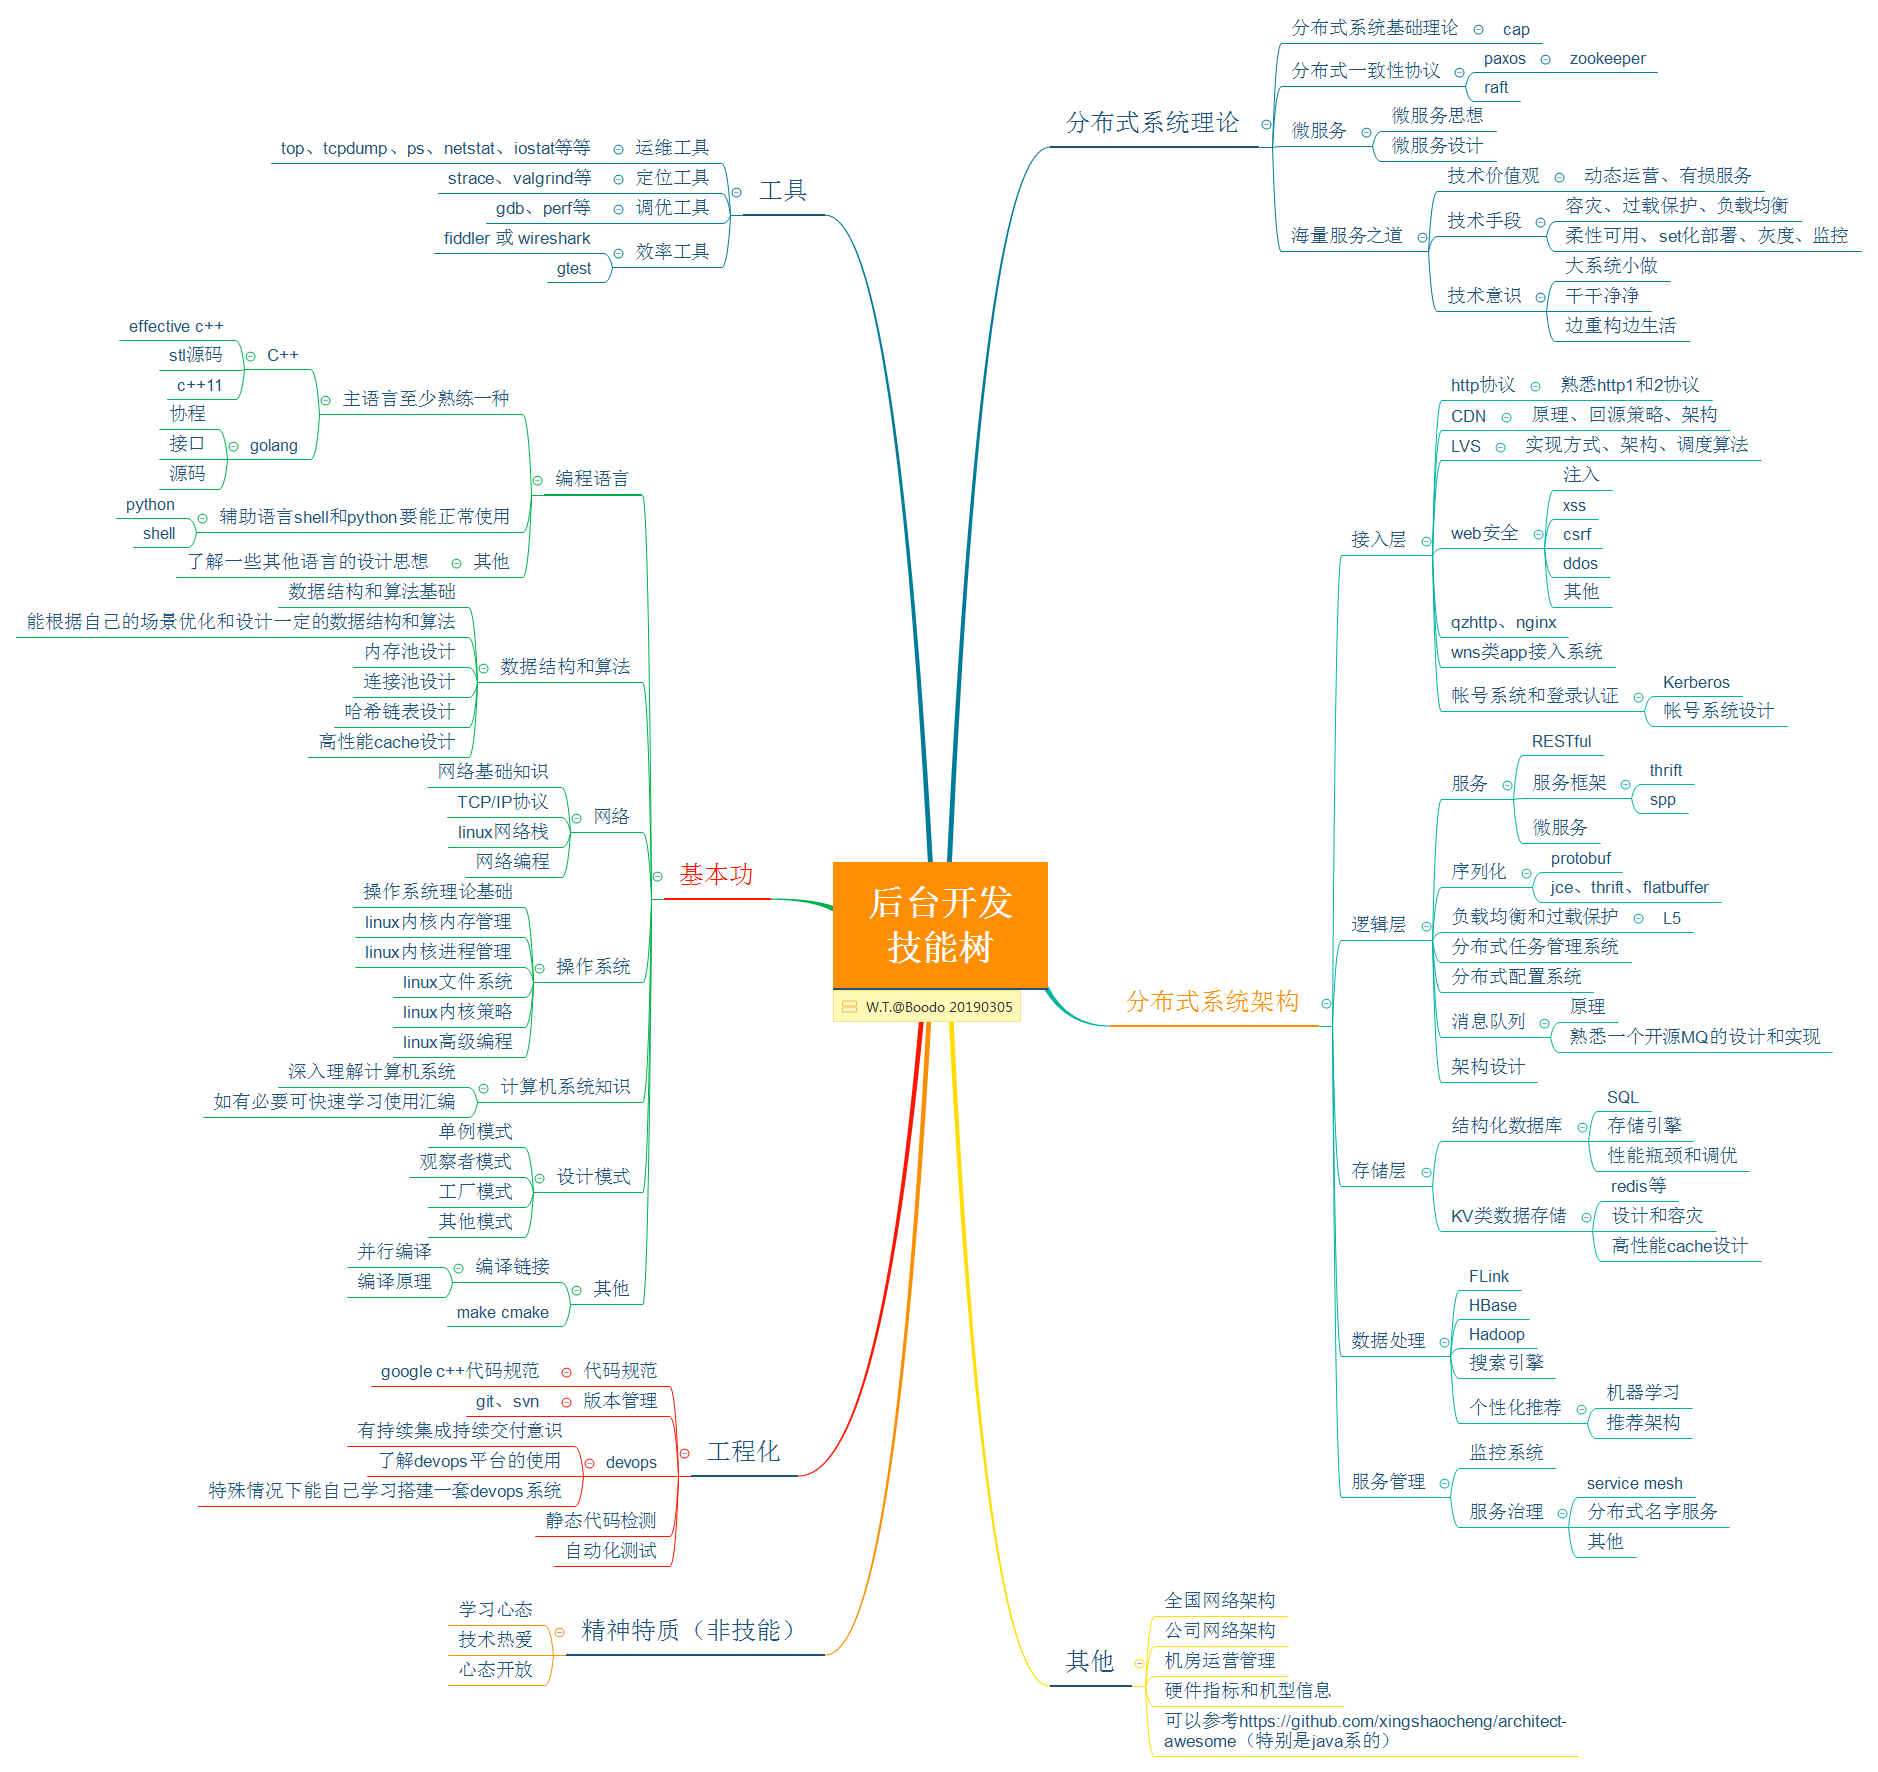 后台开发
技能树
W.T.@Boodo 20190305
分布式系统理论
分布式系统基础理论
cap
分布式一致性协议
paxos
zookeeper
raft
微服务
微服务思想
微服务设计
海量服务之道
技术价值观
动态运营、有损服务
技术手段
容灾、过载保护、负载均衡
柔性可用、set化部署、灰度、监控
技术意识
大系统小做
干干净净
边重构边生活
分布式系统架构
接入层
http协议
熟悉http1和2协议
CDN
原理、回源策略、架构
LVS
实现方式、架构、调度算法
web安全
注入
xss
csrf
ddos
其他
qzhttp、nginx
wns类app接入系统
帐号系统和登录认证
Kerberos
帐号系统设计
逻辑层
服务
RESTful
服务框架
thrift
spp
微服务
序列化
protobuf
jce、thrift、flatbuffer
负载均衡和过载保护
L5
分布式任务管理系统
分布式配置系统
消息队列
原理
熟悉一个开源MQ的设计和实现
架构设计
存储层
结构化数据库
SQL
存储引擎
性能瓶颈和调优
KV类数据存储
redis等
设计和容灾
高性能cache设计
数据处理
FLink
HBase
Hadoop
搜索引擎
个性化推荐
机器学习
推荐架构
服务管理
监控系统
服务治理
service mesh
分布式名字服务
其他
其他
全国网络架构
公司网络架构
机房运营管理
硬件指标和机型信息
可以参考https://github.com/xingshaocheng/architect-
awesome（特别是java系的）
工具
运维工具
top、tcpdump、ps、netstat、iostat等等
定位工具
strace、valgrind等
调优工具
gdb、perf等
效率工具
fiddler 或 wireshark
gtest
基本功
编程语言
主语言至少熟练一种
C++
effective c++
stl源码
c++11
golang
协程
接口
源码
辅助语言shell和python要能正常使用
python
shell
其他
了解一些其他语言的设计思想
数据结构和算法
数据结构和算法基础
能根据自己的场景优化和设计一定的数据结构和算法
内存池设计
连接池设计
哈希链表设计
高性能cache设计
网络
网络基础知识
TCP/IP协议
linux网络栈
网络编程
操作系统
操作系统理论基础
linux内核内存管理
linux内核进程管理
linux文件系统
linux内核策略
linux高级编程
计算机系统知识
深入理解计算机系统
如有必要可快速学习使用汇编
设计模式
单例模式
观察者模式
工厂模式
其他模式
其他
编译链接
并行编译
编译原理
make cmake
工程化
代码规范
google c++代码规范
版本管理
git、svn
devops
有持续集成持续交付意识
了解devops平台的使用
特殊情况下能自己学习搭建一套devops系统
静态代码检测
自动化测试
精神特质（非技能）
学习心态
技术热爱
心态开放